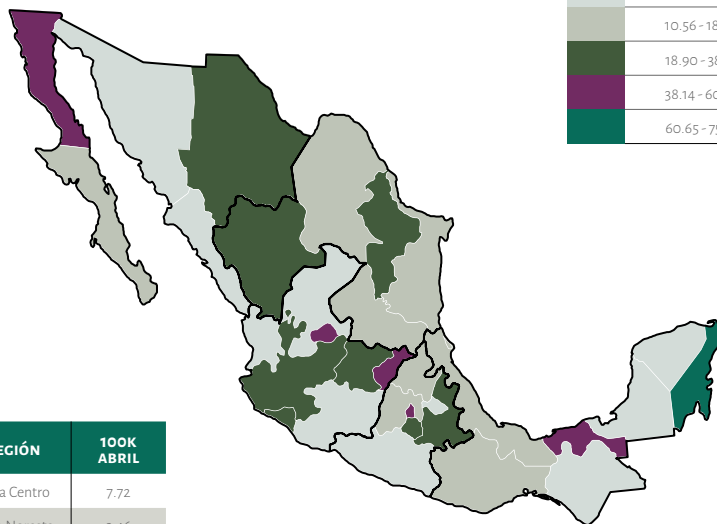 10.56 - 18
18.90 - 38
38.14 - 60
60.65 - 75
EGIÓN 100K ABRIL
a Centro 7.72